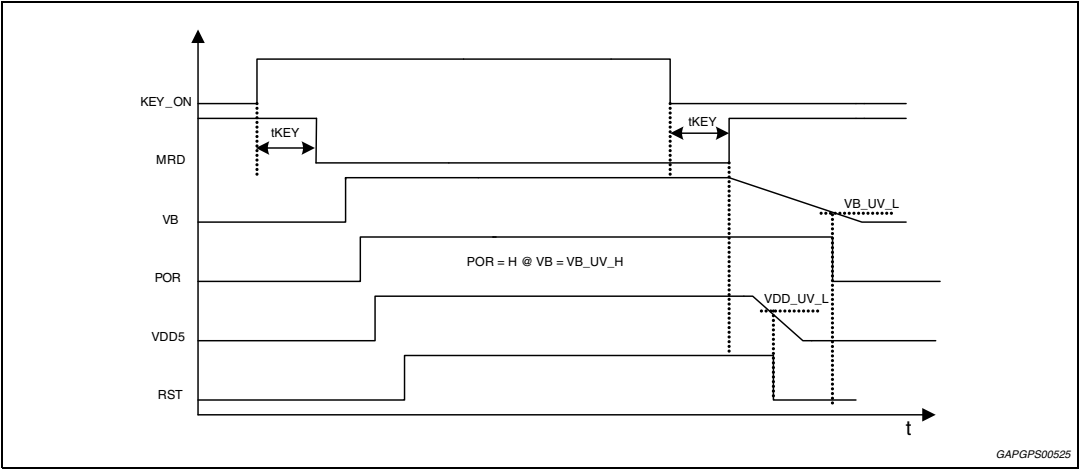 KEY_ON
tKEY
tKEY
MRD
VB_UV_L
VB
POR = H @ VB = VB_UV_H
POR
VDD_UV_L
VDD5
RST
t
GAPGPS00525